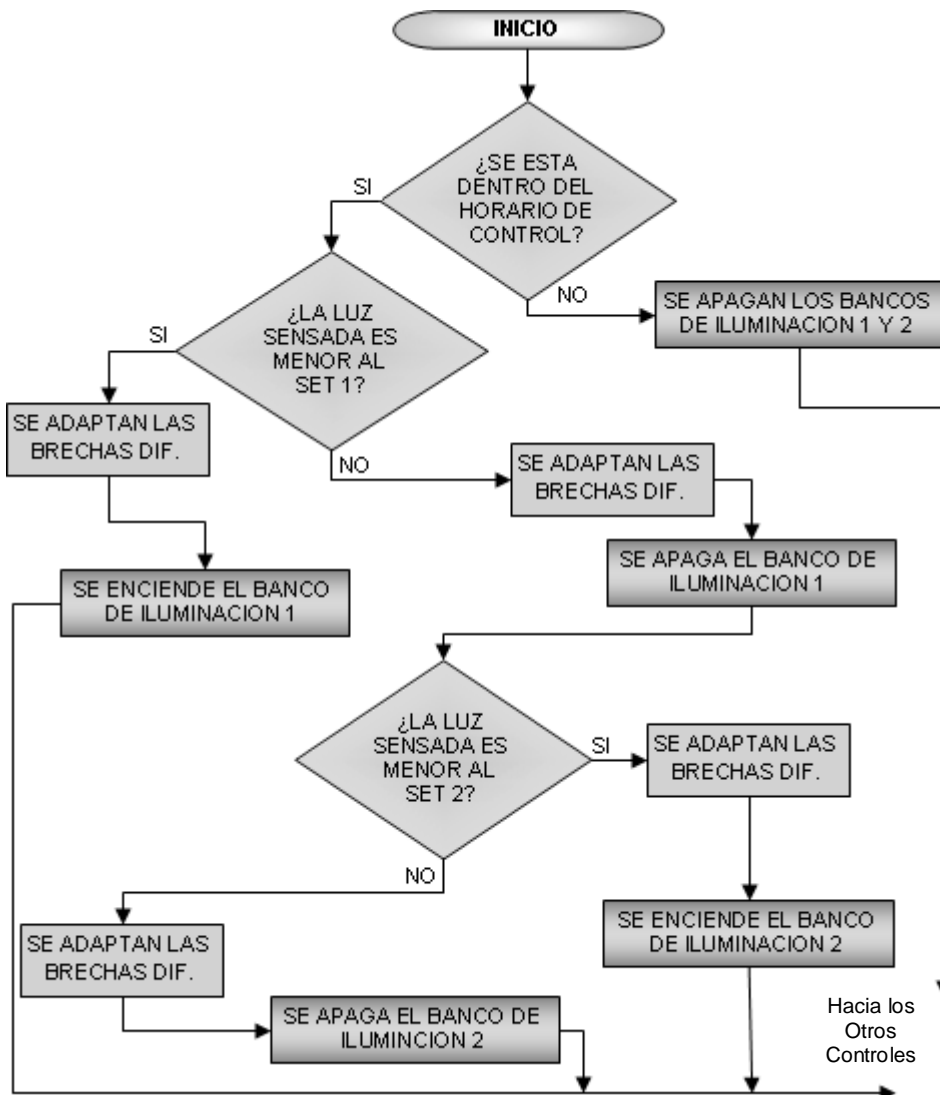 INICIO
¿SE ESTA
DENTRO DEL
HORARIO DE
CONTROL?
SI
NO
SE APAGAN LOS BANCOS
DE ILUMINACION 1 Y 2
¿LA LUZ
SENSADA ES
MENOR AL
SET 1?
SI
NO
SE ADAPTAN LAS
BRECHAS DIF.
SE ADAPTAN LAS
BRECHAS DIF.
SE ENCIENDE EL BANCO
DE ILUMINACION 1
SE APAGA EL BANCO DE
ILUMINACION 1
¿LA LUZ
SENSADA ES
MENOR AL
SET 2?
SI
NO
SE ADAPTAN LAS
BRECHAS DIF.
SE ENCIENDE EL BANCO
DE ILUMINACION 2
SE ADAPTAN LAS
BRECHAS DIF.
SE APAGA EL BANCO DE
ILUMINCION 2
Hacia los
Otros
Controles